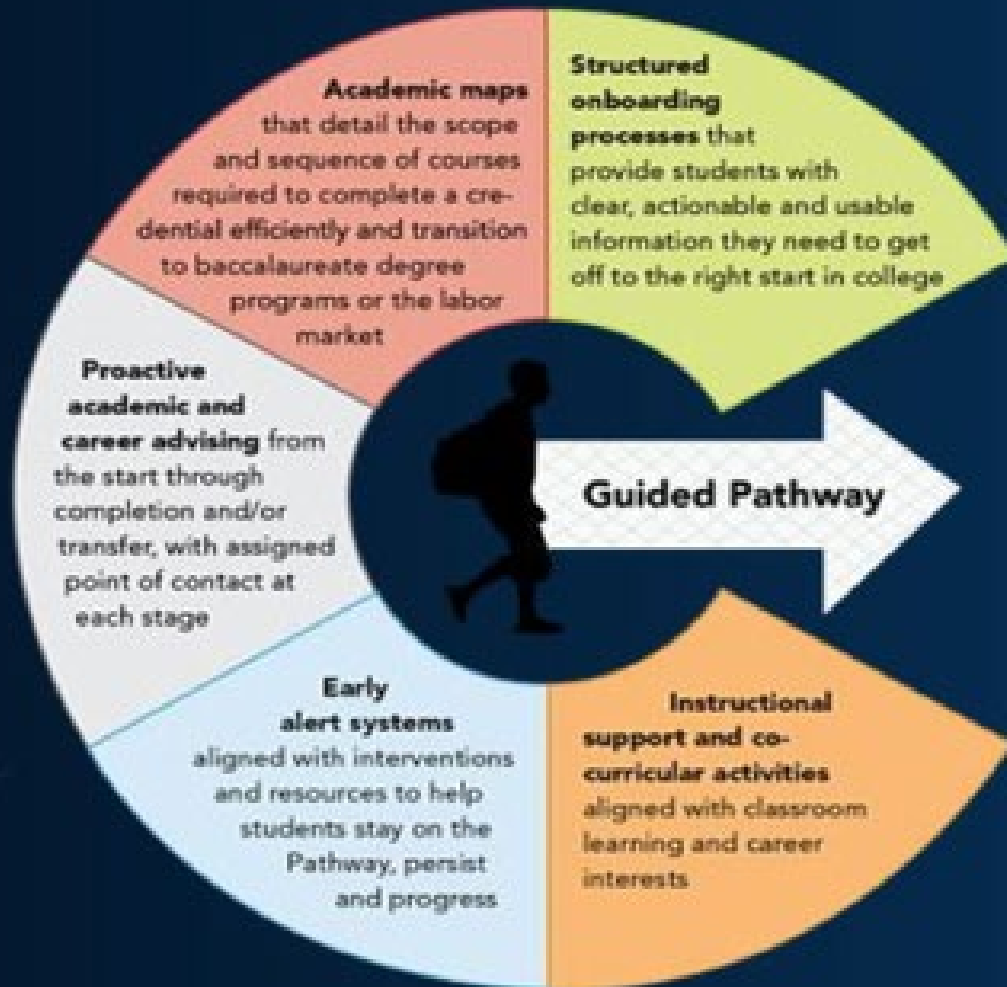 Structured
onboarding
processes that
provide students with
clear, actionable and usable
information they need to get
off to the right start in college
Academic maps
that detail the scope
and sequence of courses
required to complete a cre-
dential efficiently and transition
to baccalaureate degree
programs or the labor
market
Proactive
academic and
career advising from
the start through
completion and/or
transfer, with assigned
point of contact at
each stage
Early
alert systems
aligned with interventions
and resources to help
students stay on the
Pathway, persist
and progress
Instructional
support and co-
curricular activities
aligned with classroom
learning and career
interests
Guided Pathway